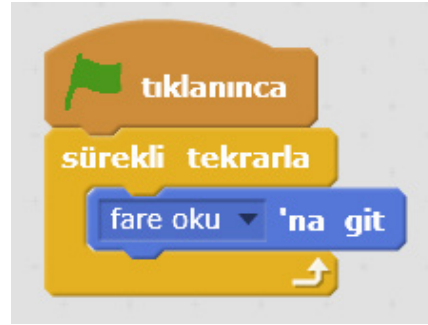 tıklanınca
sürekli tekrarla
fare oku 'na git